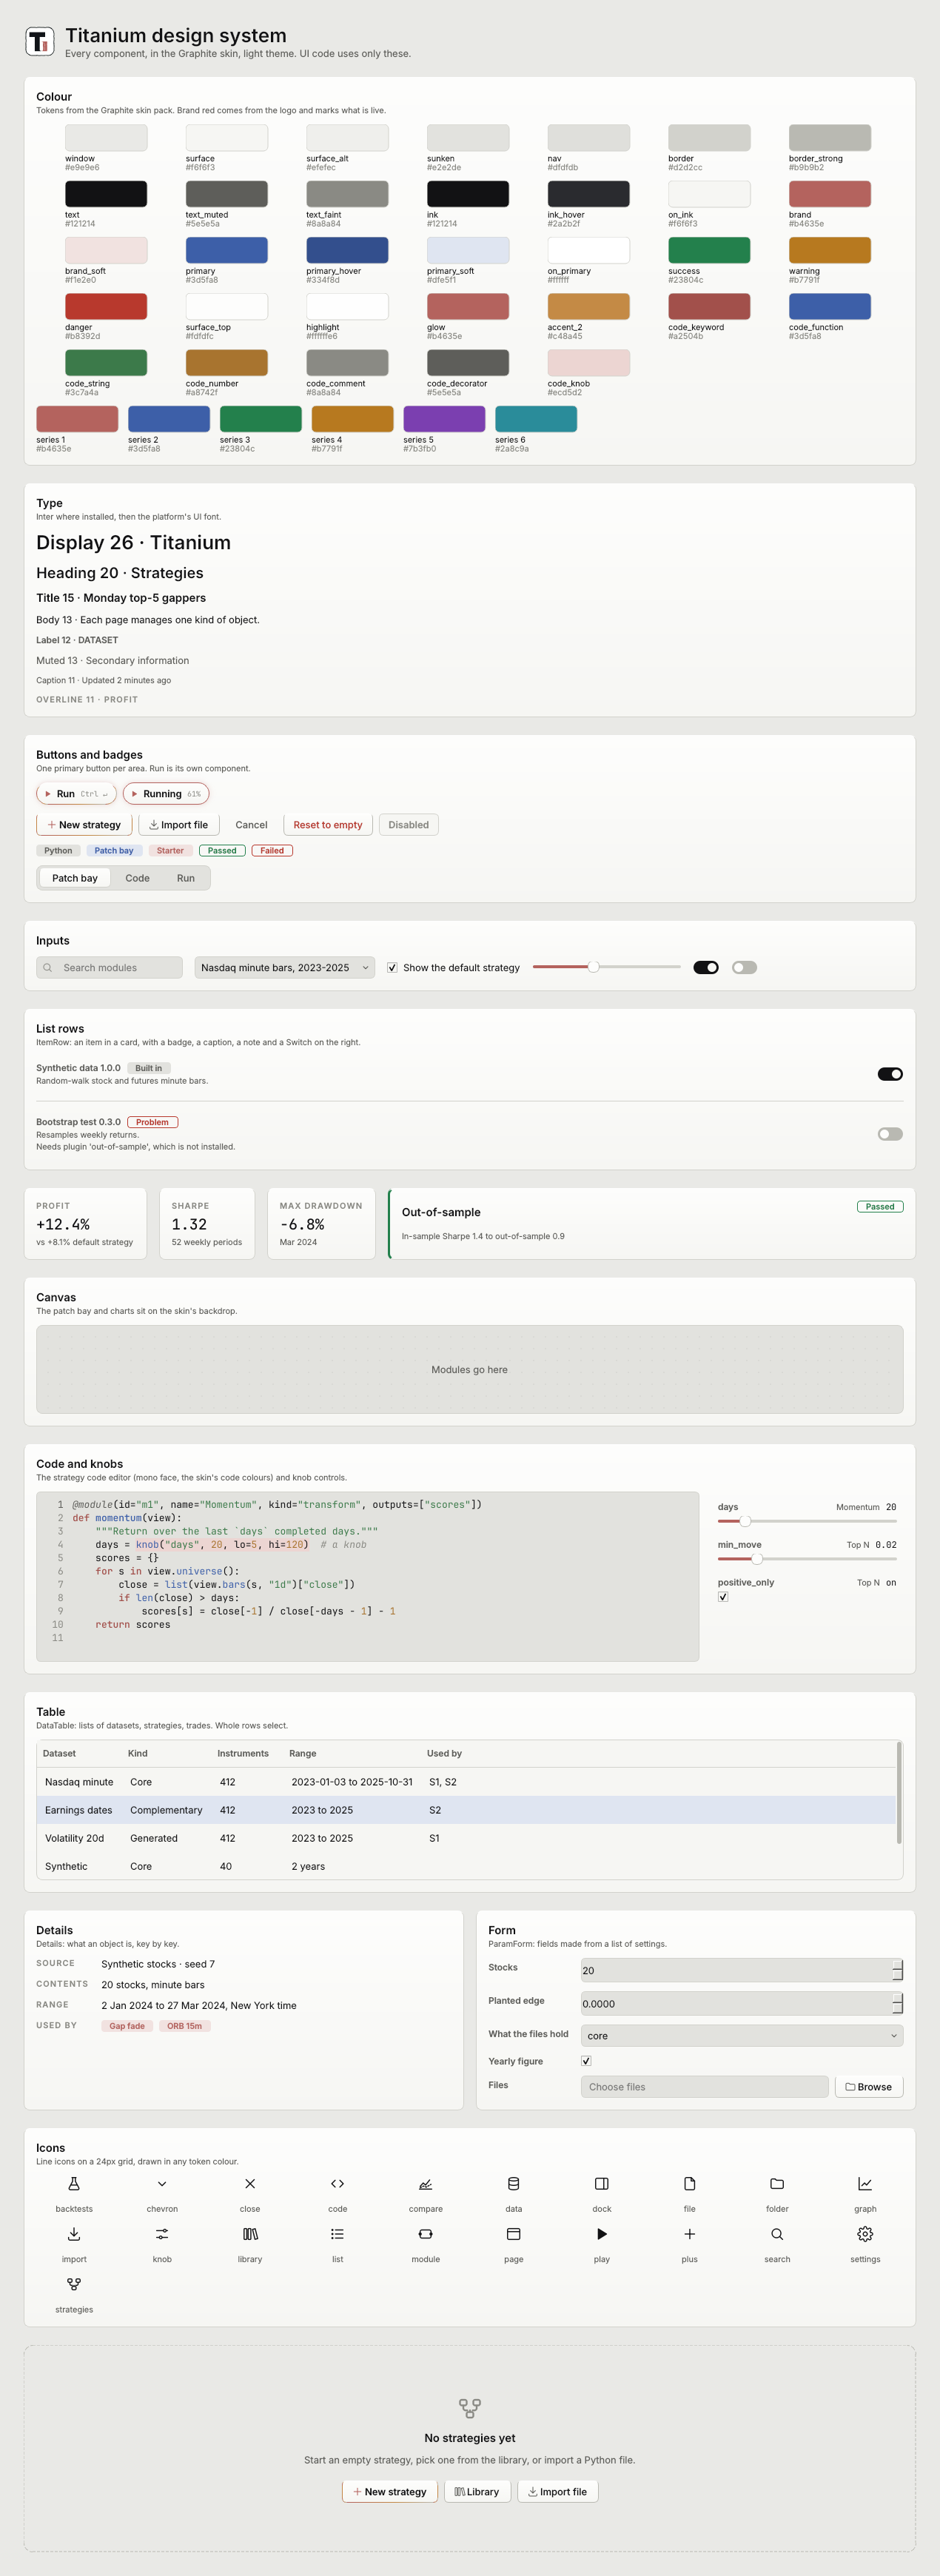 Titanium design system
Every component, in the Graphite skin, light theme. UI code uses only these.
Colour
Tokens from the Graphite skin pack. Brand red comes from the logo and marks what is live.
window surface surface_alt sunken nav border border_strong
#e9e9e6 #f6f6f3 #efefec #e2e2de #dfdfdb #d2d2cc #b9b9b2
text text_muted text_faint ink ink_hover on_ink brand
#121214 #5e5e5a #8a8a84 #121214 #2a2b2f #f6f6f3 #b4635e
brand_soft primary primary_hover primary_soft on_primary success warning
#f1e2e0 #3d5fa8 #334f8d #dfe5f1 #ffffff #23804c #b7791f
danger surface_top highlight glow accent_2 code_keyword code_function
#b8392d #fdfdfc #ffffffe6 #b4635e #c48a45 #a2504b #3d5fa8
code_string code_number code_comment code_decorator code_knob
#3c7a4a #a8742f #8a8a84 #5e5e5a #ecd5d2
series 1 series 2 series 3 series 4 series 5 series 6
#b4635e #3d5fa8 #23804c #b7791f #7b3fb0 #2a8c9a
Type
Inter where installed, then the platform's UI font.
Display 26 · Titanium
Heading 20 · Strategies
Title 15 · Monday top-5 gappers
Body 13 · Each page manages one kind of object.
Label 12 · DATASET
Muted 13 · Secondary information
Caption 11 · Updated 2 minutes ago
OVERLINE 11 · PROFIT
Buttons and badges
One primary button per area. Run is its own component.
Run Ctrl ↵ Running 61%
New strategy Import file Cancel Reset to empty Disabled
Python Patch bay Starter Passed Failed
Patch bay Code Run
Inputs
Search modules Nasdaq minute bars, 2023-2025 Show the default strategy
List rows
ItemRow: an item in a card, with a badge, a caption, a note and a Switch on the right.
Synthetic data 1.0.0 Built in
Random-walk stock and futures minute bars.
Bootstrap test 0.3.0 Problem
Resamples weekly returns.
Needs plugin 'out-of-sample', which is not installed.
PROFIT
+12.4%
vs +8.1% default strategy
SHARPE
1.32
52 weekly periods
MAX DRAWDOWN
-6.8%
Mar 2024
Out-of-sample Passed
In-sample Sharpe 1.4 to out-of-sample 0.9
Canvas
The patch bay and charts sit on the skin's backdrop.
Modules go here
Code and knobs
The strategy code editor (mono face, the skin's code colours) and knob controls.
1 @module(id="m1", name="Momentum", kind="transform", outputs=["scores"])
2 def momentum(view):
3 """Return over the last `days` completed days."""
4 days = knob("days", 20, lo=5, hi=120) # a knob
5 scores = {}
6 for s in view.universe():
7 close = list(view.bars(s, "1d")["close"])
8 if len(close) > days:
9 scores[s] = close[-1] / close[-days - 1] - 1
10 return scores
11
days Momentum 20
min_move Top N 0.02
positive_only Top N on
Table
DataTable: lists of datasets, strategies, trades. Whole rows select.
Dataset Kind Instruments Range Used by
Nasdaq minute Core 412 2023-01-03 to 2025-10-31 S1, S2
Earnings dates Complementary 412 2023 to 2025 S2
Volatility 20d Generated 412 2023 to 2025 S1
Synthetic Core 40 2 years
Details
Details: what an object is, key by key.
SOURCE Synthetic stocks · seed 7
CONTENTS 20 stocks, minute bars
RANGE 2 Jan 2024 to 27 Mar 2024, New York time
USED BY Gap fade ORB 15m
Form
ParamForm: fields made from a list of settings.
Stocks 20
Planted edge 0.0000
What the files hold core
Yearly figure
Files Choose files Browse
Icons
Line icons on a 24px grid, drawn in any token colour.
backtests chevron close code compare data dock file folder graph
import knob library list module page play plus search settings
strategies
No strategies yet
Start an empty strategy, pick one from the library, or import a Python file.
New strategy Library Import file